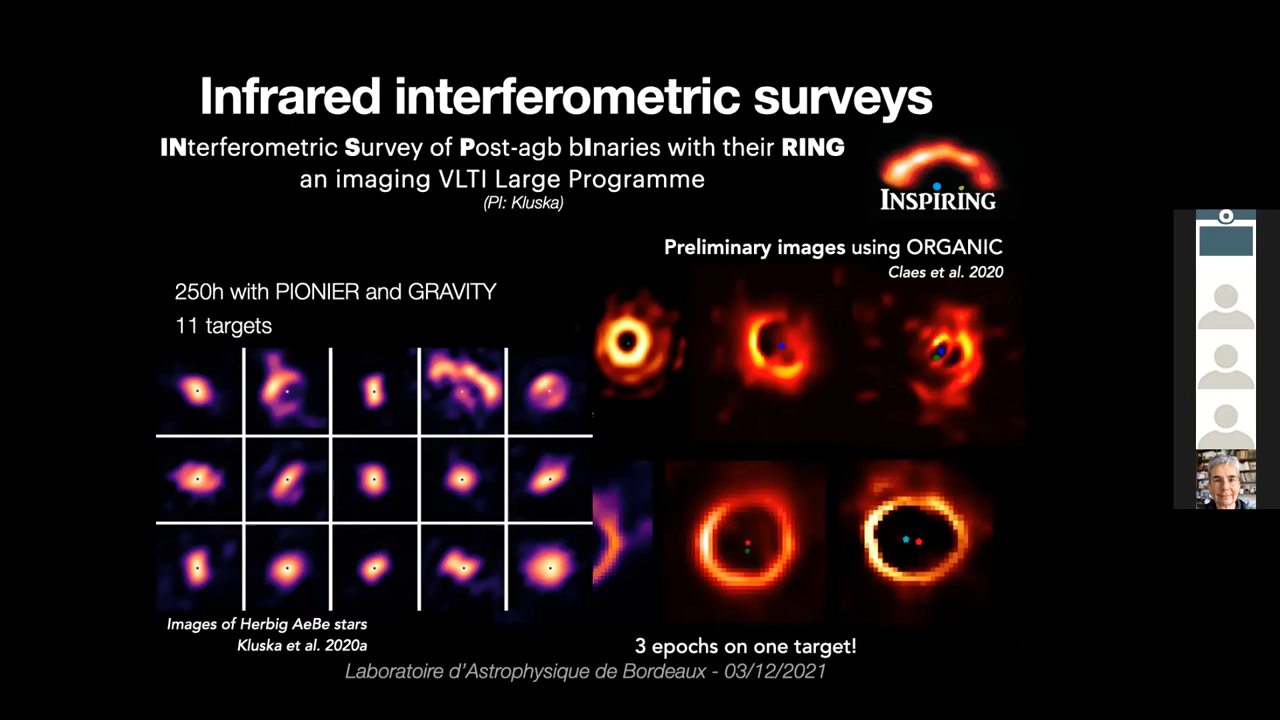 Infrared interferometric surveys
INterferometric Survey of Post-agb bInaries with their RING
an imaging VLTI Large Programme
(PI: Kluska)
INSPIRING
Preliminary images using ORGANIC
Claes et al. 2020
250h with PIONIER and GRAVITY
11 targets
Images of Herbig AeBe stars
Kluska et al. 2020a
3 epochs on one target!
Laboratoire d'Astrophysique de Bordeaux - 03/12/2021